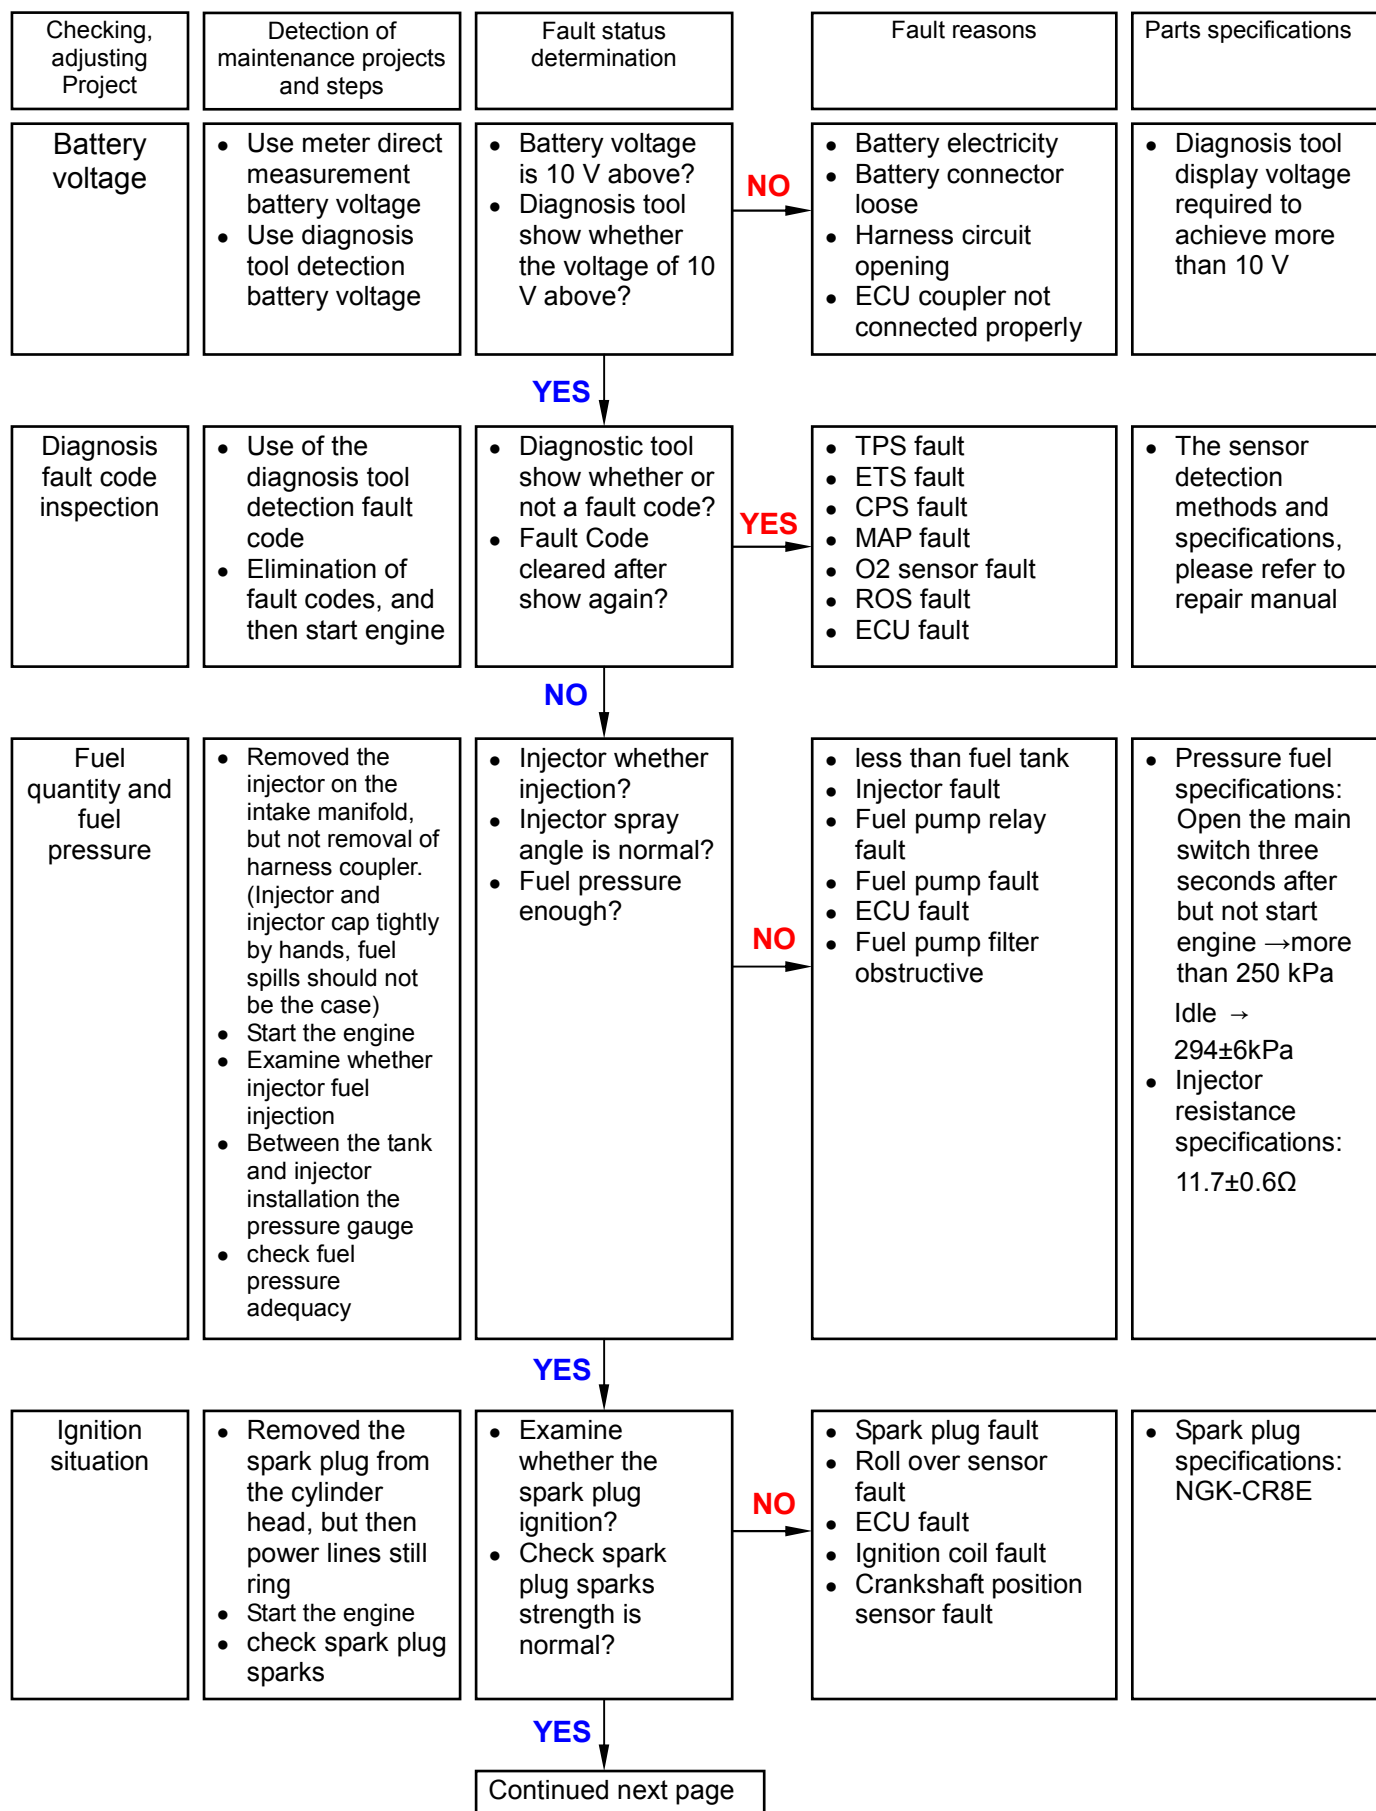 Checking,
adjusting
Project
Detection of
maintenance projects
and steps
Fault status
determination
Fault reasons
Parts specifications
Battery
voltage
• Use meter direct
measurement
battery voltage
• Use diagnosis
tool detection
battery voltage
• Battery voltage
is 10 V above?
• Diagnosis tool
show whether
the voltage of 10
V above?
NO
• Battery electricity
• Battery connector
loose
• Harness circuit
opening
• ECU coupler not
connected properly
• Diagnosis tool
display voltage
required to
achieve more
than 10 V
YES
Diagnosis
fault code
inspection
• Use of the
diagnosis tool
detection fault
code
• Elimination of
fault codes, and
then start engine
• Diagnostic tool
show whether or
not a fault code?
• Fault Code
cleared after
show again?
YES
• TPS fault
• ETS fault
• CPS fault
• MAP fault
• O2 sensor fault
• ROS fault
• ECU fault
• The sensor
detection
methods and
specifications,
please refer to
repair manual
NO
Fuel
quantity and
fuel
pressure
• Removed the
injector on the
intake manifold,
but not removal of
harness coupler.
(Injector and
injector cap tightly
by hands, fuel
spills should not
be the case)
• Start the engine
• Examine whether
injector fuel
injection
• Between the tank
and injector
installation the
pressure gauge
• check fuel
pressure
adequacy
• Injector whether
injection?
• Injector spray
angle is normal?
• Fuel pressure
enough?
NO
• less than fuel tank
• Injector fault
• Fuel pump relay
fault
• Fuel pump fault
• ECU fault
• Fuel pump filter
obstructive
• Pressure fuel
specifications:
Open the main
switch three
seconds after
but not start
engine →more
than 250 kPa
Idle →
294±6kPa
• Injector
resistance
specifications:
11.7±0.6Ω
YES
Ignition
situation
• Removed the
spark plug from
the cylinder
head, but then
power lines still
ring
• Start the engine
• check spark plug
sparks
• Examine
whether the
spark plug
ignition?
• Check spark
plug sparks
strength is
normal?
NO
• Spark plug fault
• Roll over sensor
fault
• ECU fault
• Ignition coil fault
• Crankshaft position
sensor fault
• Spark plug
specifications:
NGK-CR8E
YES
Continued next page